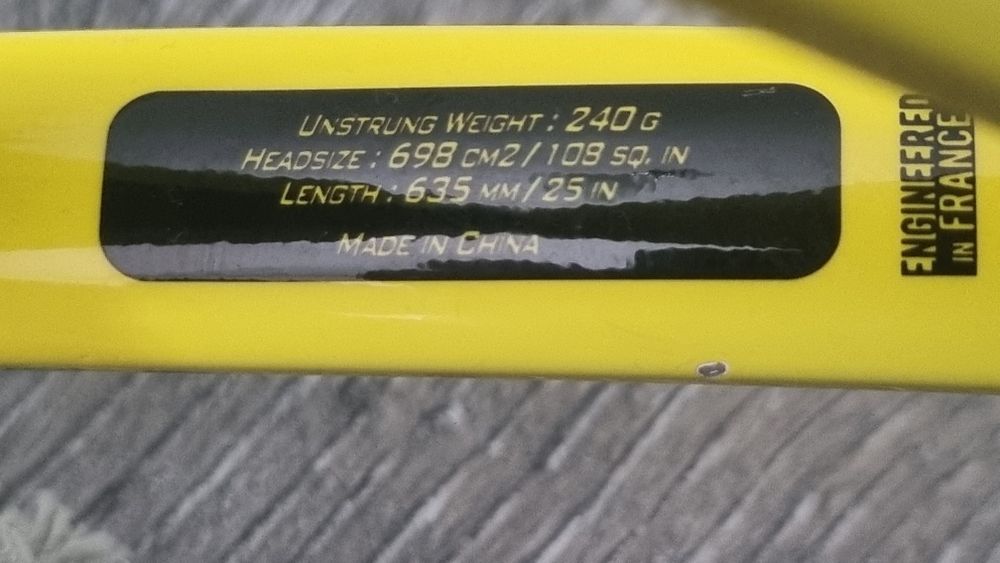 UNSTRUNG WEIGHT : 240 G
HEADSIZE : 698 CM2 / 108 SQ. IN
LENGTH : 635 MM / 25 IN
MADE IN CHINA
ENGINEERED
IN FRANCE